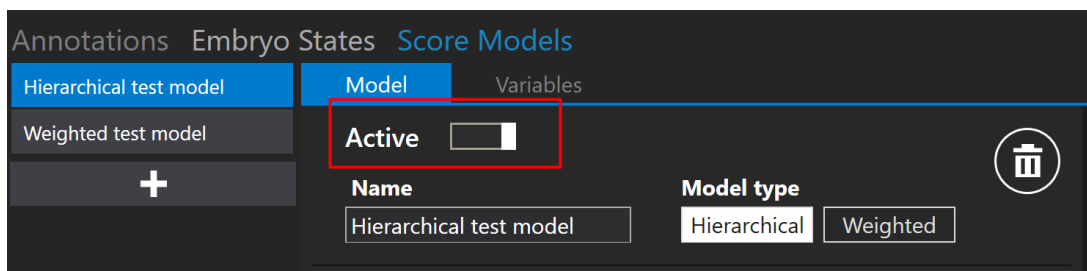 Annotations Embryo States Score Models
Hierarchical test model
Weighted test model
Model Variables
Active
Name
Hierarchical test model
Model type
Hierarchical Weighted